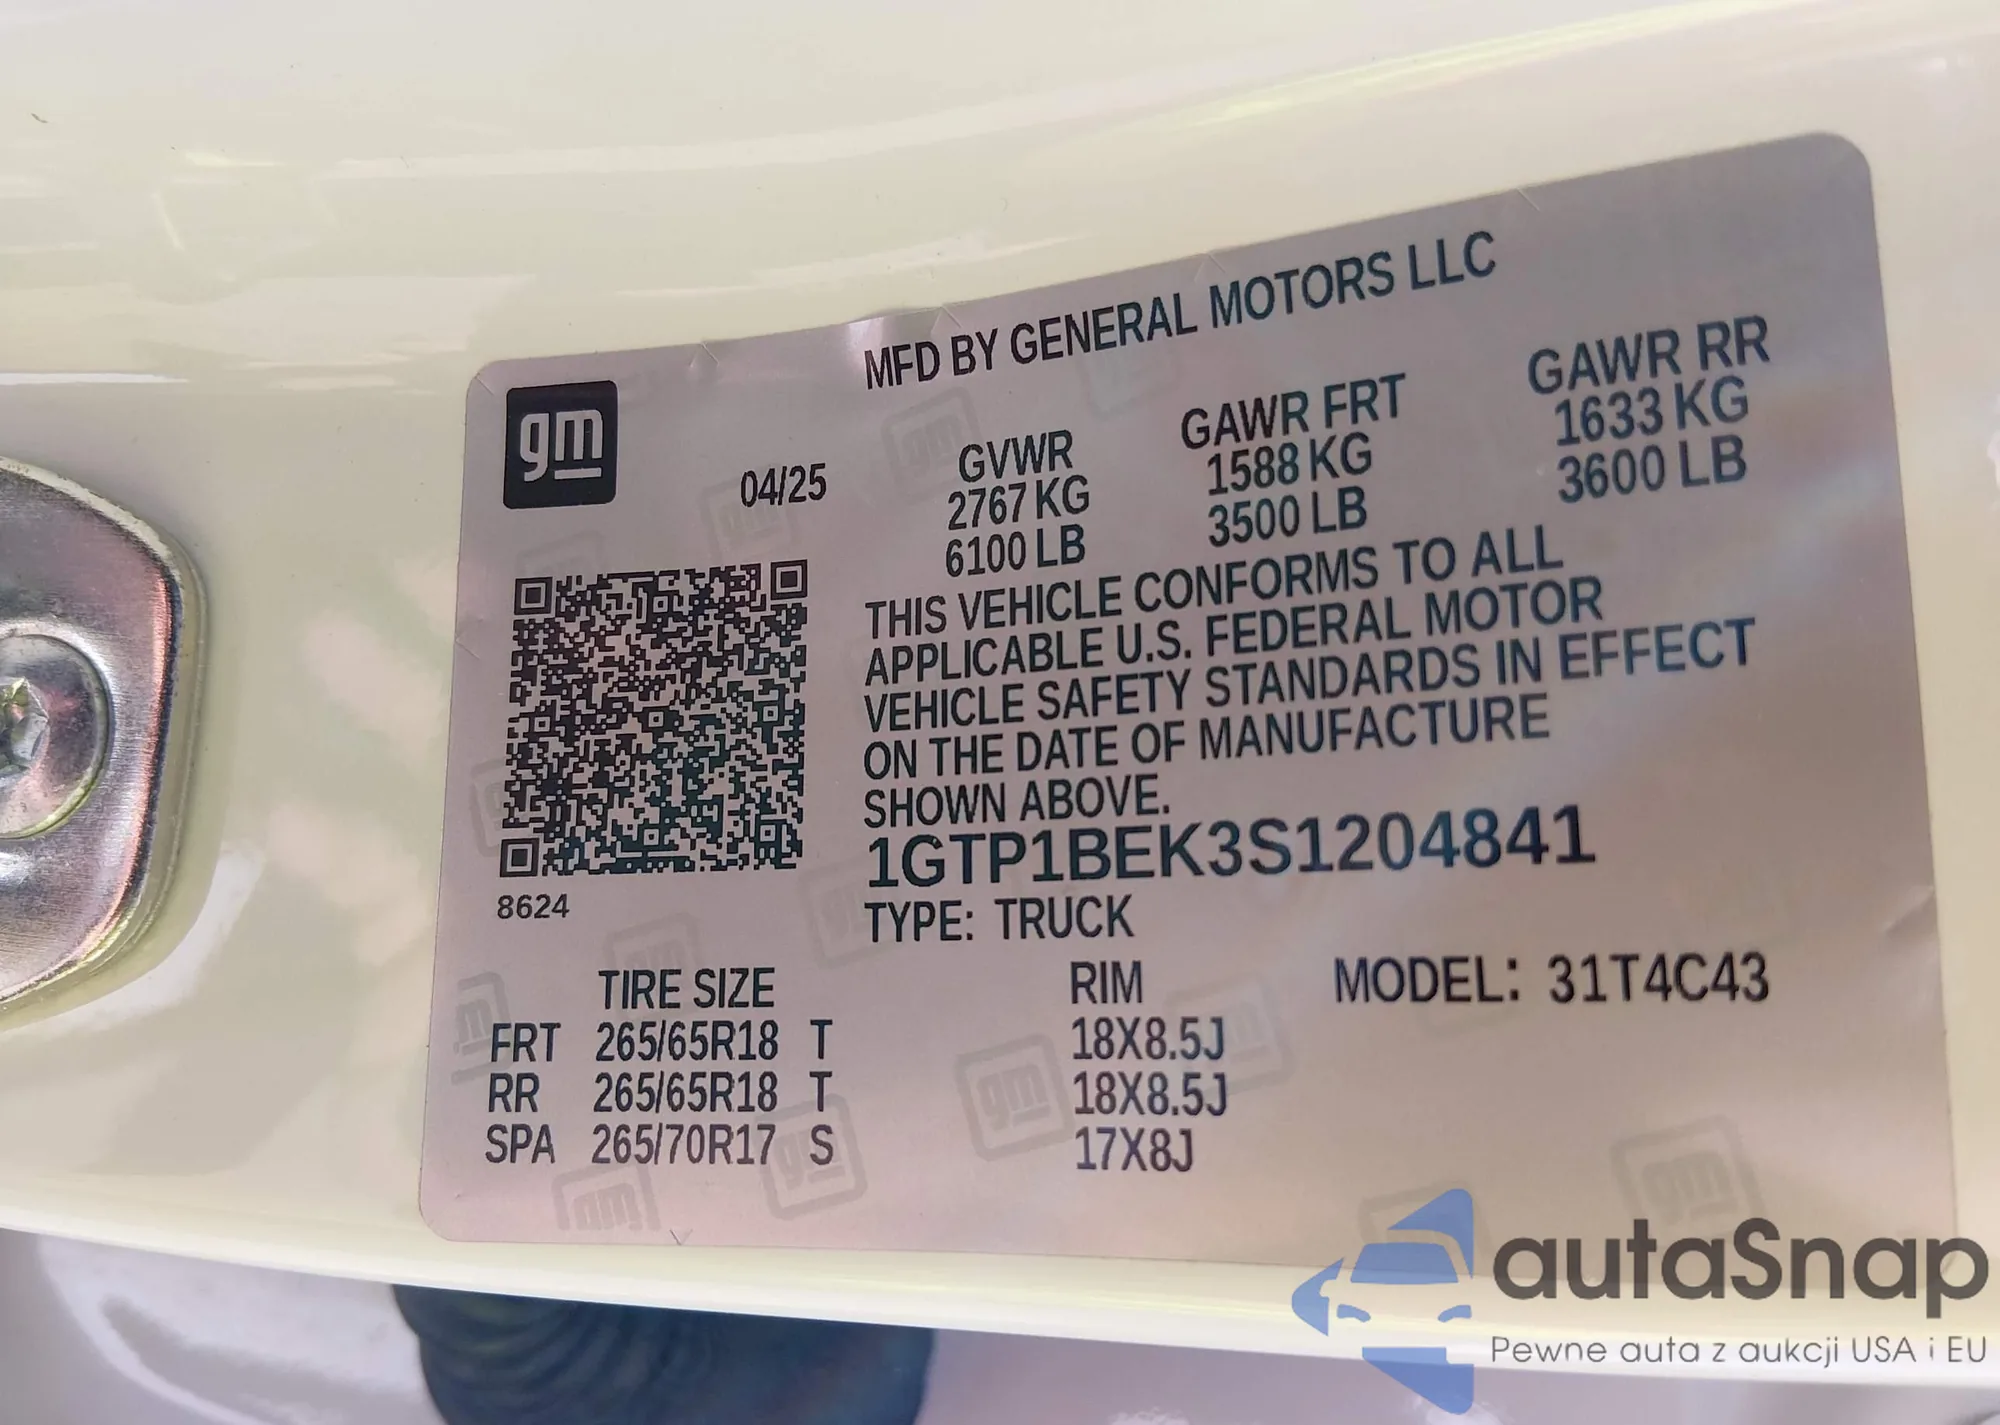 MFD BY GENERAL MOTORS LLC
gm
04/25
GVWR
2767 KG
6100 LB
GAWR FRT
1588 KG
3500 LB
GAWR RR
1633 KG
3600 LB
THIS VEHICLE CONFORMS TO ALL
APPLICABLE U.S. FEDERAL MOTOR
VEHICLE SAFETY STANDARDS IN EFFECT
ON THE DATE OF MANUFACTURE
SHOWN ABOVE.
1GTP1BEK3S1204841
8624
TYPE: TRUCK
TIRE SIZE RIM MODEL: 31T4C43
FRT 265/65R18 T 18X8.5J
RR 265/65R18 T 18X8.5J
SPA 265/70R17 S 17X8J
autaSnap
Pewne auta z aukcji USA i EU